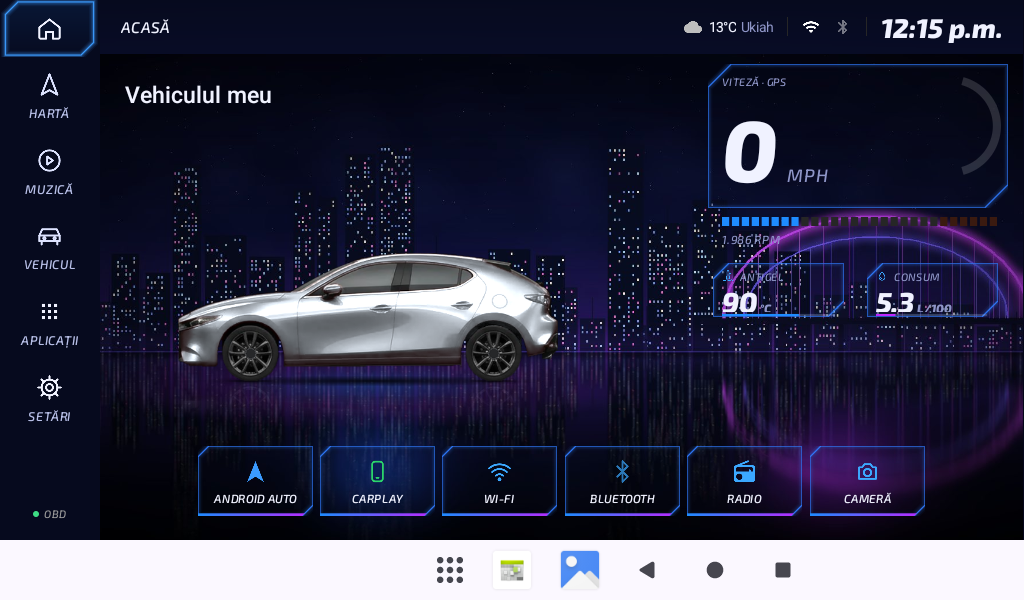 ACASĂ
13°C Ukiah
12:15 p.m.
HARTĂ
MUZICĂ
VEHICUL
APLICAȚII
SETĂRI
OBD
Vehiculul meu
VITEZĂ · GPS
0 MPH
1.986 RPM
ANTIGEL
90 °C
CONSUM
5.3 L/100
ANDROID AUTO
CARPLAY
WI-FI
BLUETOOTH
RADIO
CAMERĂ